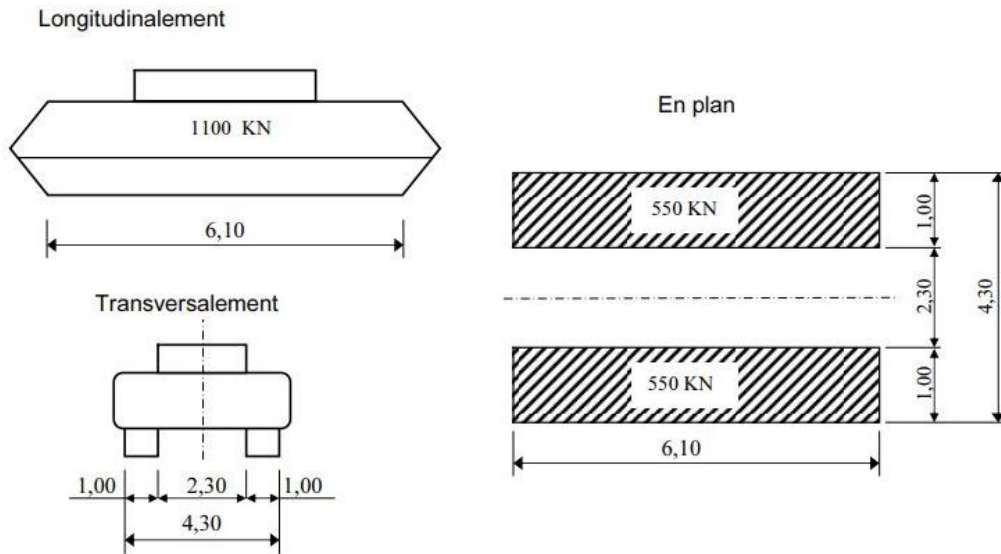 Longitudinalement
1100 KN
6,10
Transversalement
1,00 2,30 1,00
4,30
En plan
550 KN
550 KN
1,00
2,30
1,00
4,30
6,10